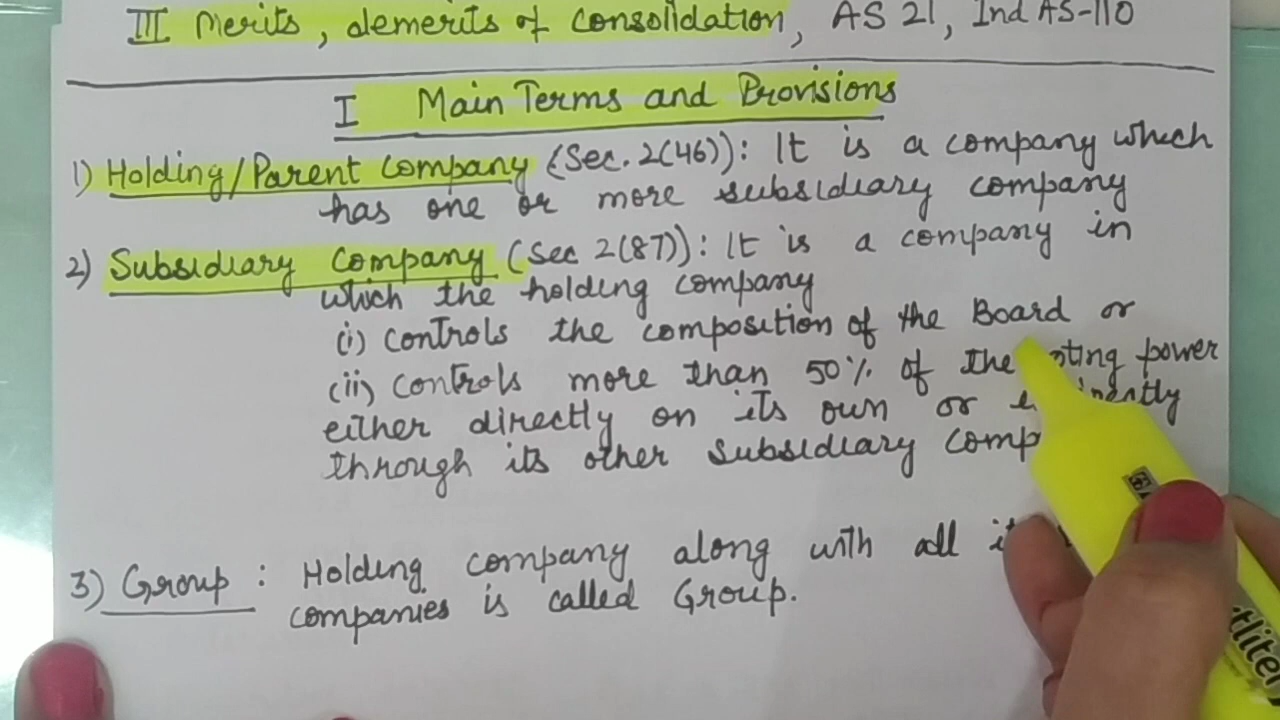 III Merits, demerits of consolidation, AS 21, Ind AS-110
I Main Terms and Provisions
1) Holding/Parent Company (Sec. 2(46)): It is a company which
has one or more subsidiary company
2) Subsidiary Company (Sec 2(87)): It is a company in
which the holding company
(i) controls the composition of the Board or
(ii) controls more than 50% of the voting power
either directly on its own or
through its other subsidiary
3) Group: Holding company along with all
companies is called Group.